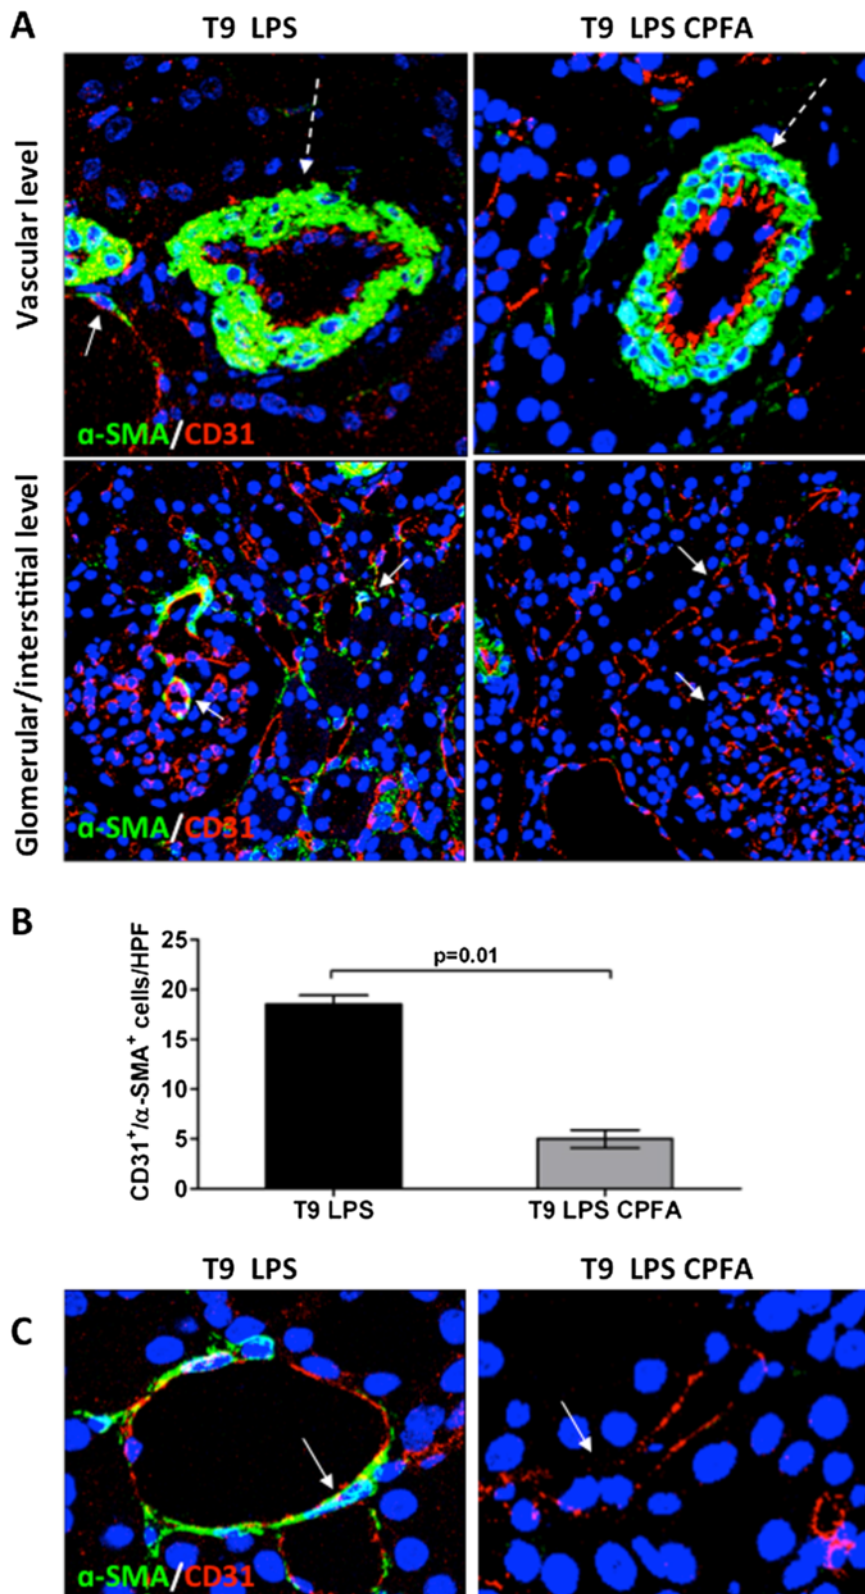 A
T9 LPS
T9 LPS CPFA
Vascular level
α-SMA/CD31
Glomerular/interstitial level
α-SMA/CD31
B
CD31⁺/α-SMA⁺ cells/HPF
25
20
15
10
5
0
p=0.01
T9 LPS
T9 LPS CPFA
C
T9 LPS
T9 LPS CPFA
α-SMA/CD31